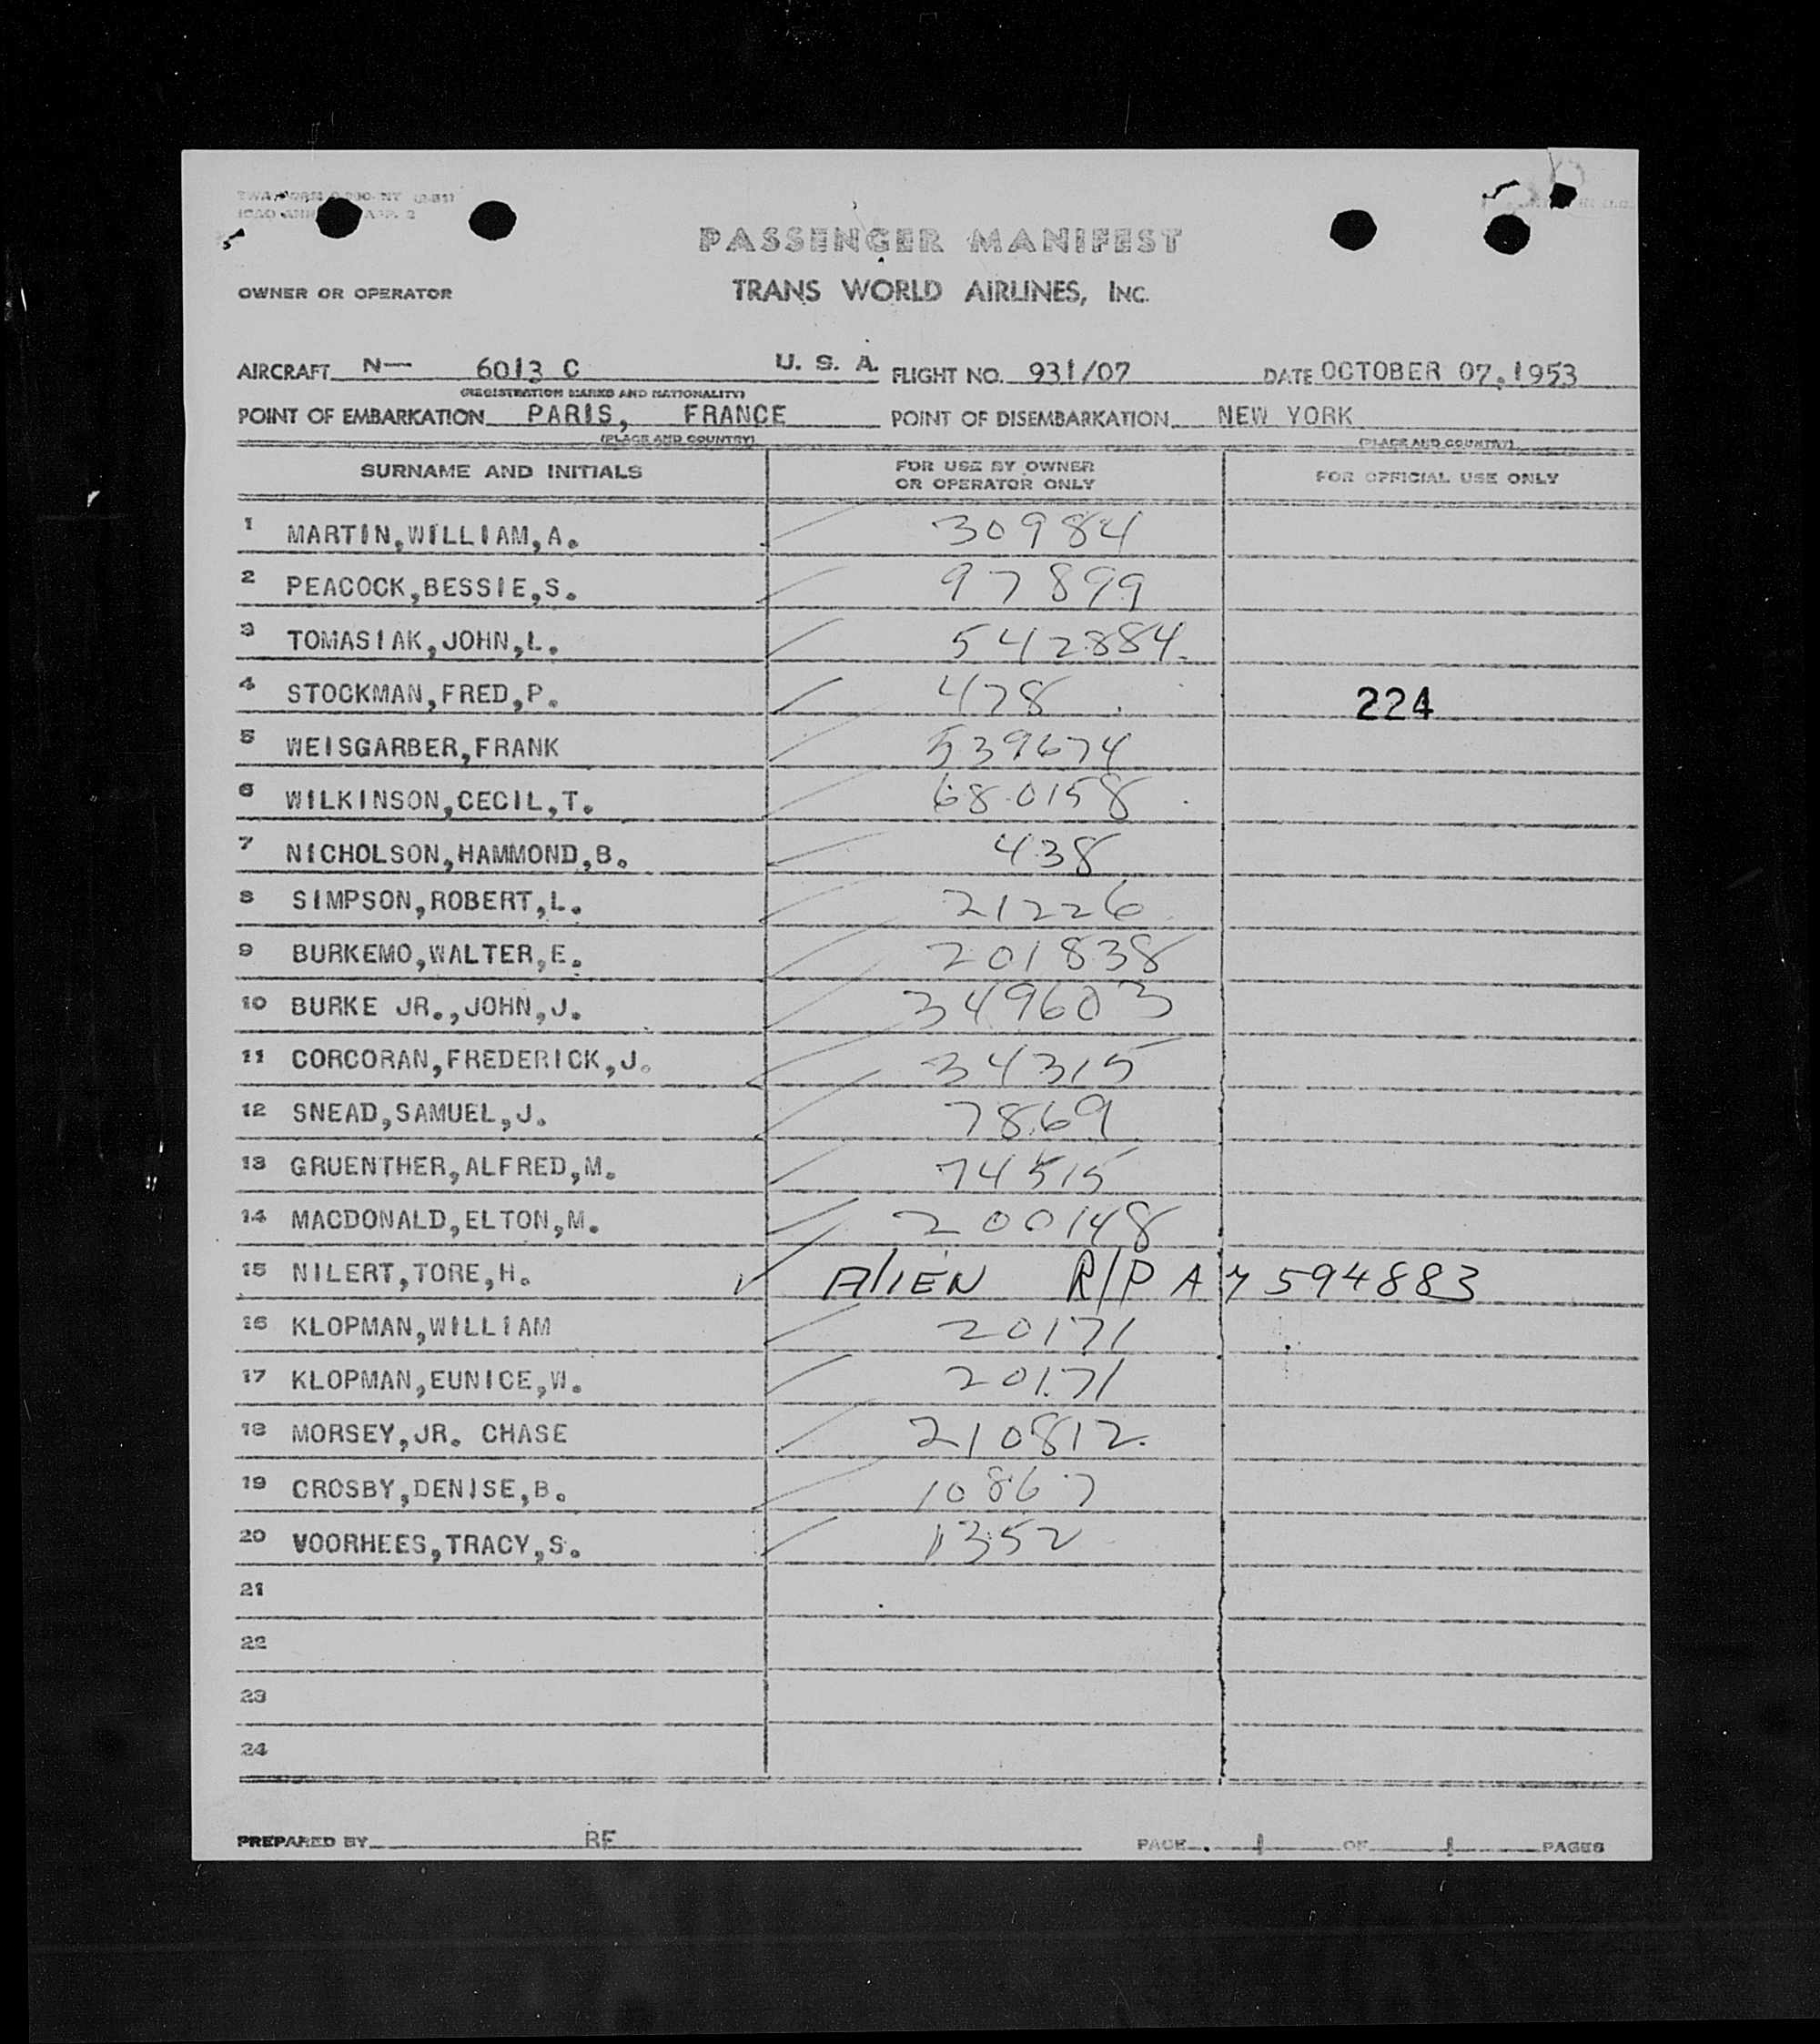 PASSENGER MANIFEST
OWNER OR OPERATOR TRANS WORLD AIRLINES, INC.
AIRCRAFT N— 6013 C U. S. A. FLIGHT NO. 931/07 DATE OCTOBER 07,1953
(REGISTRATION MARKS AND NATIONALITY)
POINT OF EMBARKATION PARIS, FRANCE POINT OF DISEMBARKATION NEW YORK
(PLACE AND COUNTRY) (PLACE AND COUNTRY)
SURNAME AND INITIALS FOR USE BY OWNER OR OPERATOR ONLY FOR OFFICIAL USE ONLY
1 MARTIN,WILLIAM,A. 30984
2 PEACOCK,BESSIE,S. 97899
3 TOMASIAK,JOHN,L. 542884
4 STOCKMAN,FRED,P. 478 224
5 WEISGARBER,FRANK 539674
6 WILKINSON,CECIL,T. 680158
7 NICHOLSON,HAMMOND,B. 438
8 SIMPSON,ROBERT,L. 21226
9 BURKEMO,WALTER,E. 201838
10 BURKE JR.,JOHN,J. 349603
11 CORCORAN,FREDERICK,J. 34315
12 SNEAD,SAMUEL,J. 7869
13 GRUENTHER,ALFRED,M. 74515
14 MACDONALD,ELTON,M. 200148
15 NILERT,TORE,H. AlIEN R/P A 7 594883
16 KLOPMAN,WILLIAM 20171
17 KLOPMAN,EUNICE,W. 20171
18 MORSEY,JR. CHASE 210812
19 CROSBY,DENISE,B. 10867
20 VOORHEES,TRACY,S. 1352
21
22
23
24
PREPARED BY RF PAGE 1 OF 1 PAGES